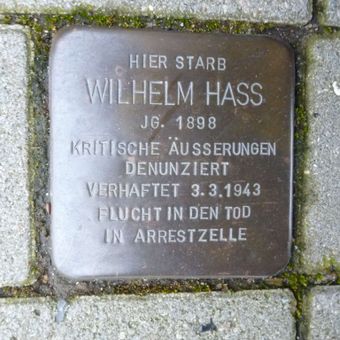 HIER STARB
WILHELM HASS
JG. 1898
KRITISCHE ÄUSSERUNGEN
DENUNZIERT
VERHAFTET 3.3.1943
FLUCHT IN DEN TOD
IN ARRESTZELLE